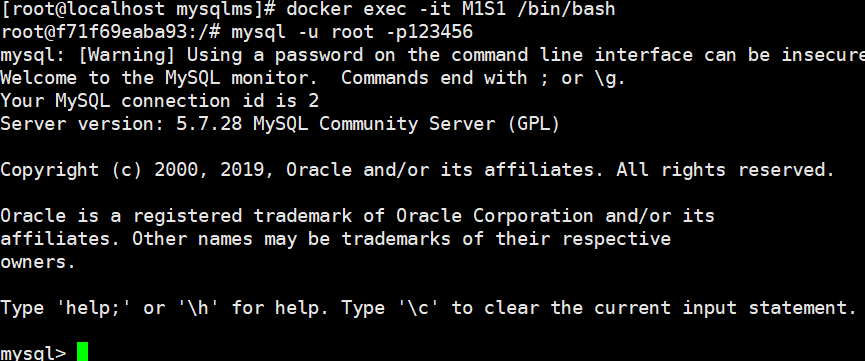 [root@localhost mysqlms]# docker exec -it M1S1 /bin/bash
root@f71f69eaba93:/# mysql -u root -p123456
mysql: [Warning] Using a password on the command line interface can be insecure
Welcome to the MySQL monitor.  Commands end with ; or \g.
Your MySQL connection id is 2
Server version: 5.7.28 MySQL Community Server (GPL)
Copyright (c) 2000, 2019, Oracle and/or its affiliates. All rights reserved.
Oracle is a registered trademark of Oracle Corporation and/or its
affiliates. Other names may be trademarks of their respective
owners.
Type 'help;' or '\h' for help. Type '\c' to clear the current input statement.
mysql>